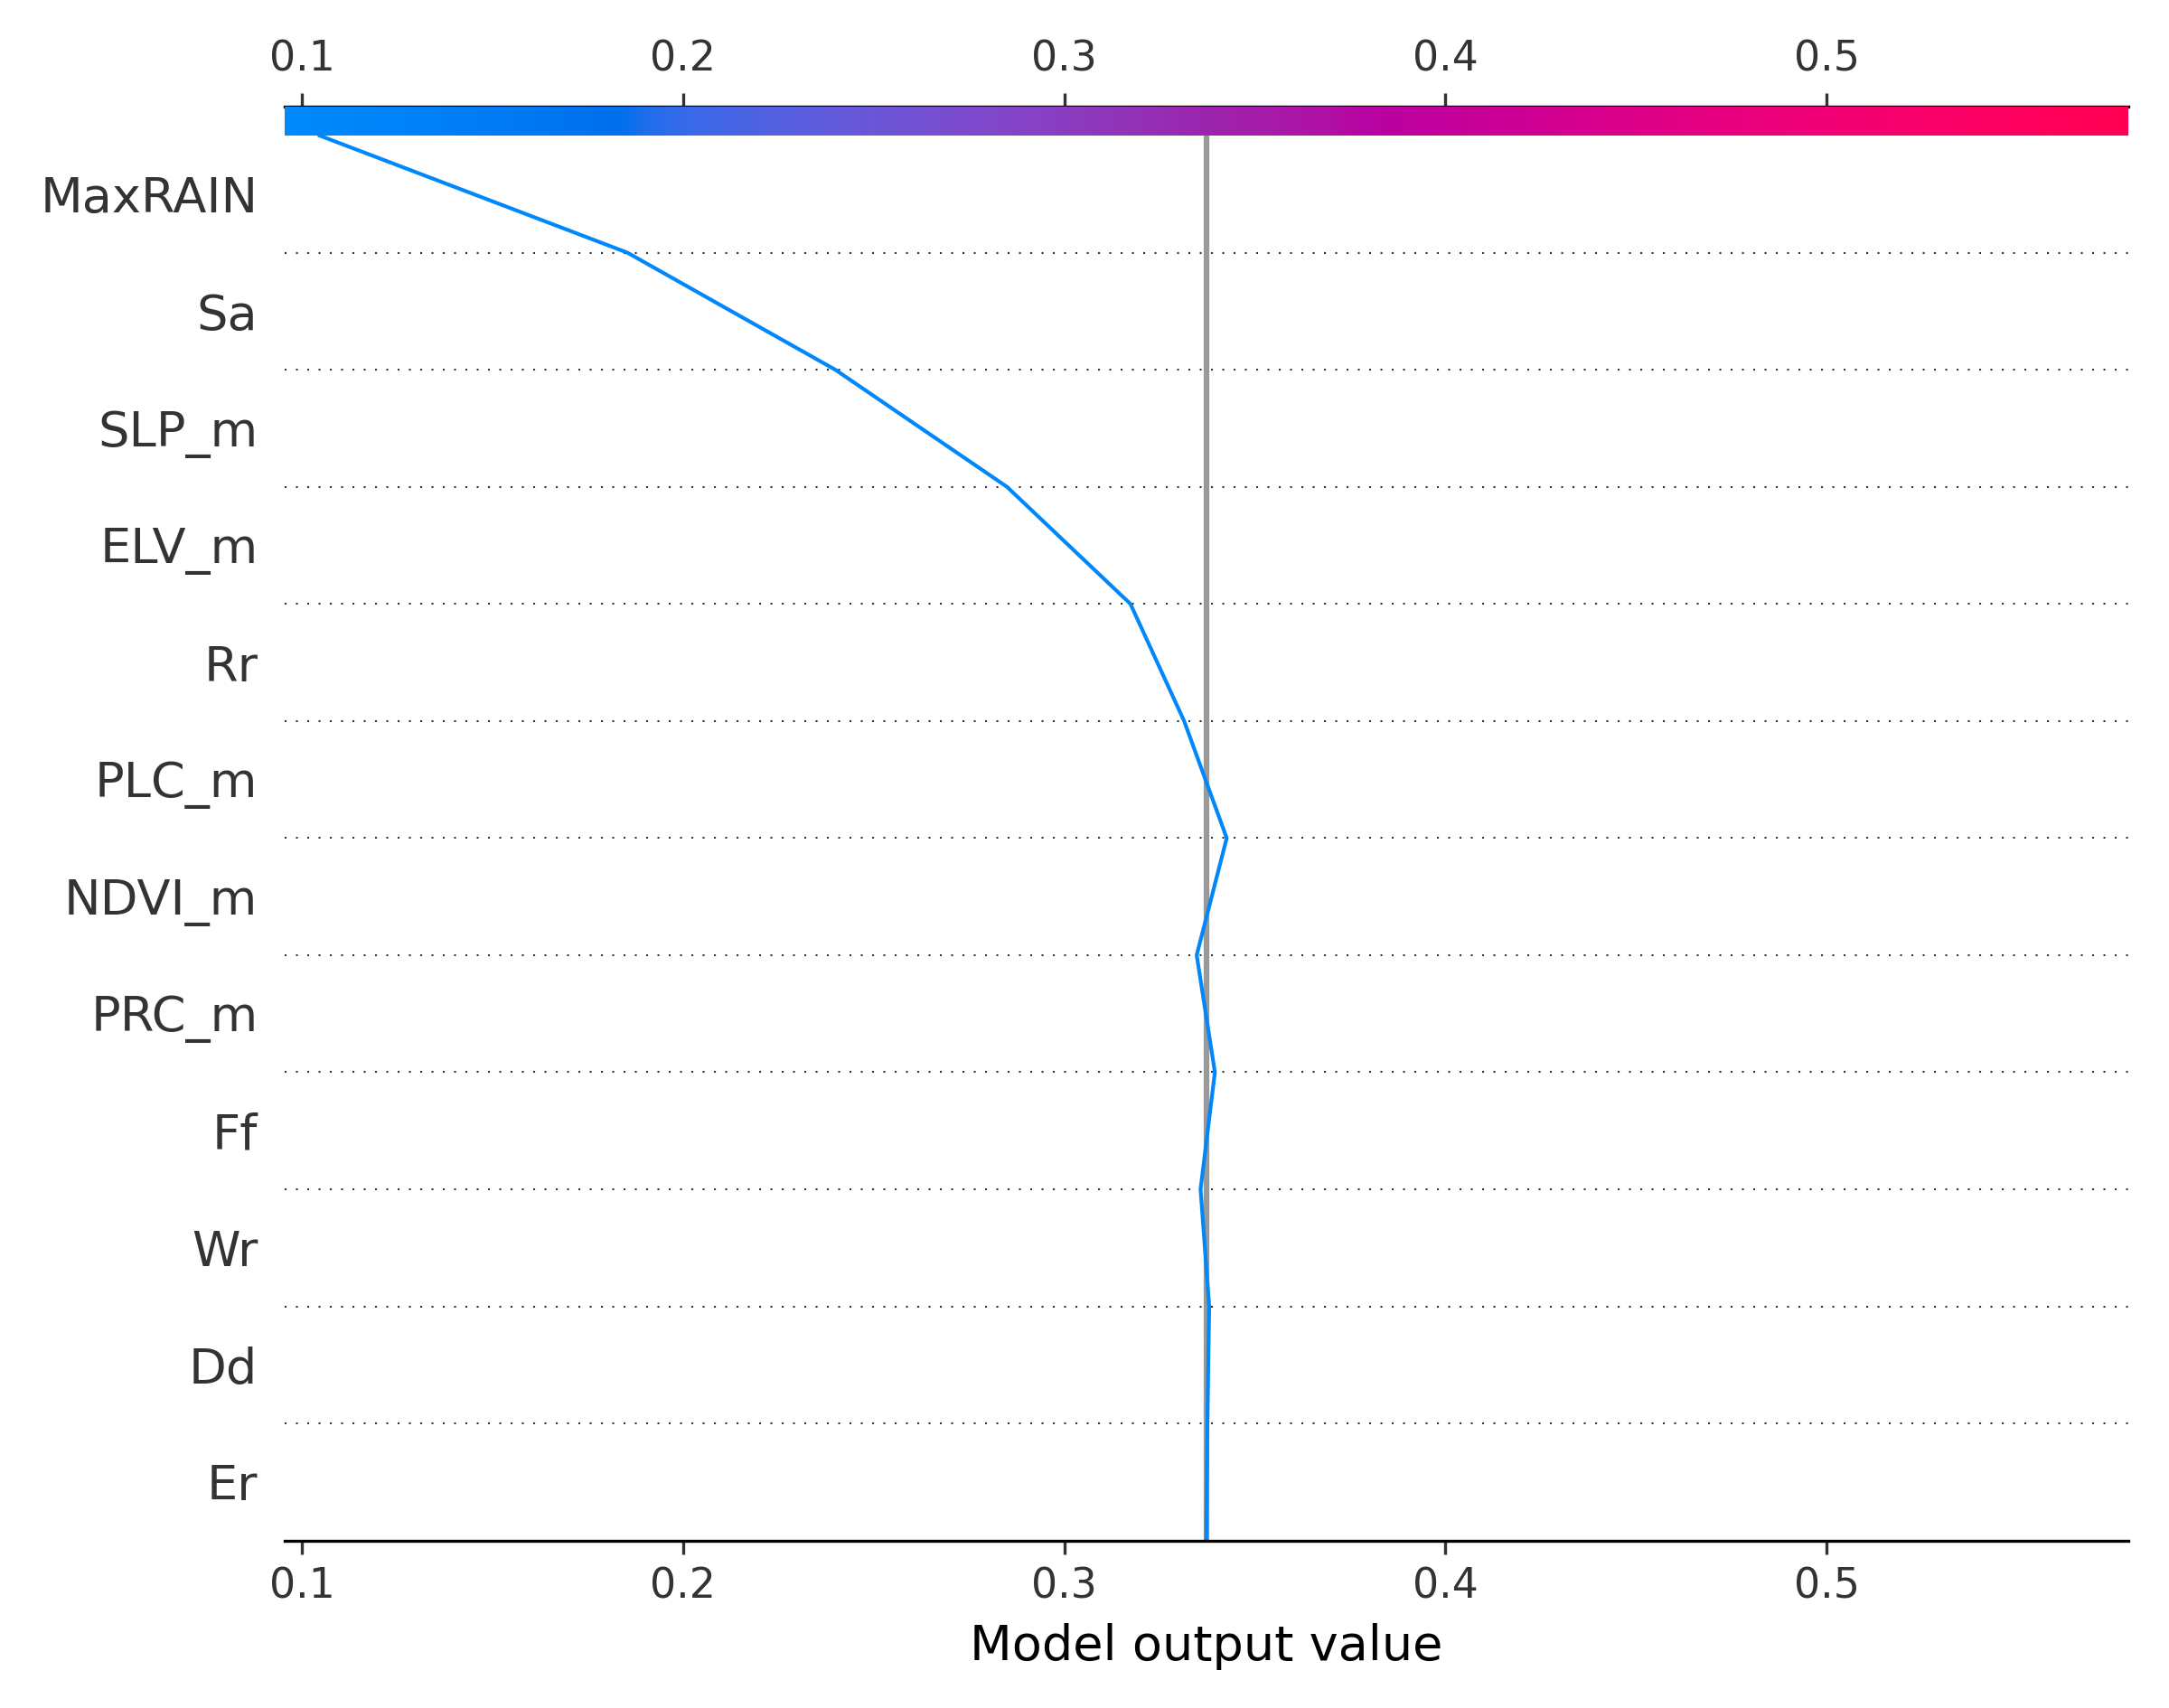 0.1 0.2 0.3 0.4 0.5
MaxRAIN
Sa
SLP_m
ELV_m
Rr
PLC_m
NDVI_m
PRC_m
Ff
Wr
Dd
Er
0.1 0.2 0.3 0.4 0.5
Model output value